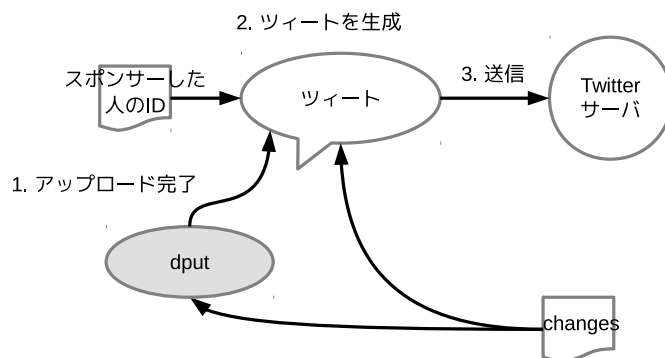 2. ツィートを生成
スポンサーした
人のID
ツィート
3. 送信
Twitter
サーバ
1. アップロード完了
dput
changes